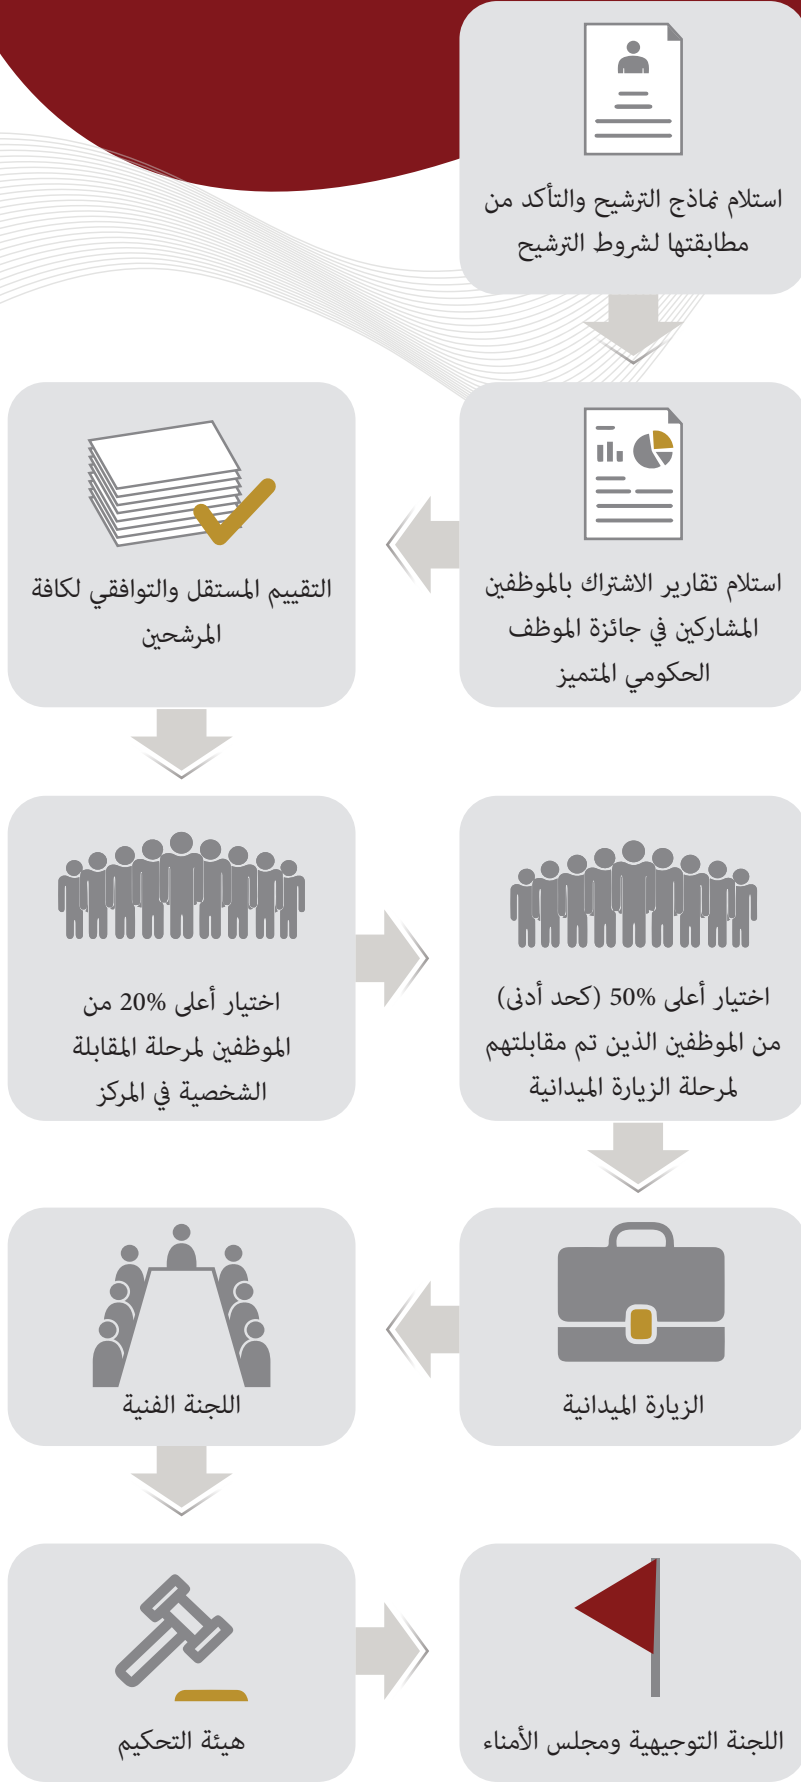 استلام نماذج الترشيح والتأكد من
مطابقتها لشروط الترشيح
استلام تقارير الاشتراك بالموظفين
المشاركين في جائزة الموظف
الحكومي المتميز
التقييم المستقل والتوافقي لكافة
المرشحين
اختيار أعلى 20% من
الموظفين لمرحلة المقابلة
الشخصية في المركز
اختيار أعلى 50% (كحد أدنى)
من الموظفين الذين تم مقابلتهم
لمرحلة الزيارة الميدانية
الزيارة الميدانية
اللجنة الفنية
هيئة التحكيم
اللجنة التوجيهية ومجلس الأمناء